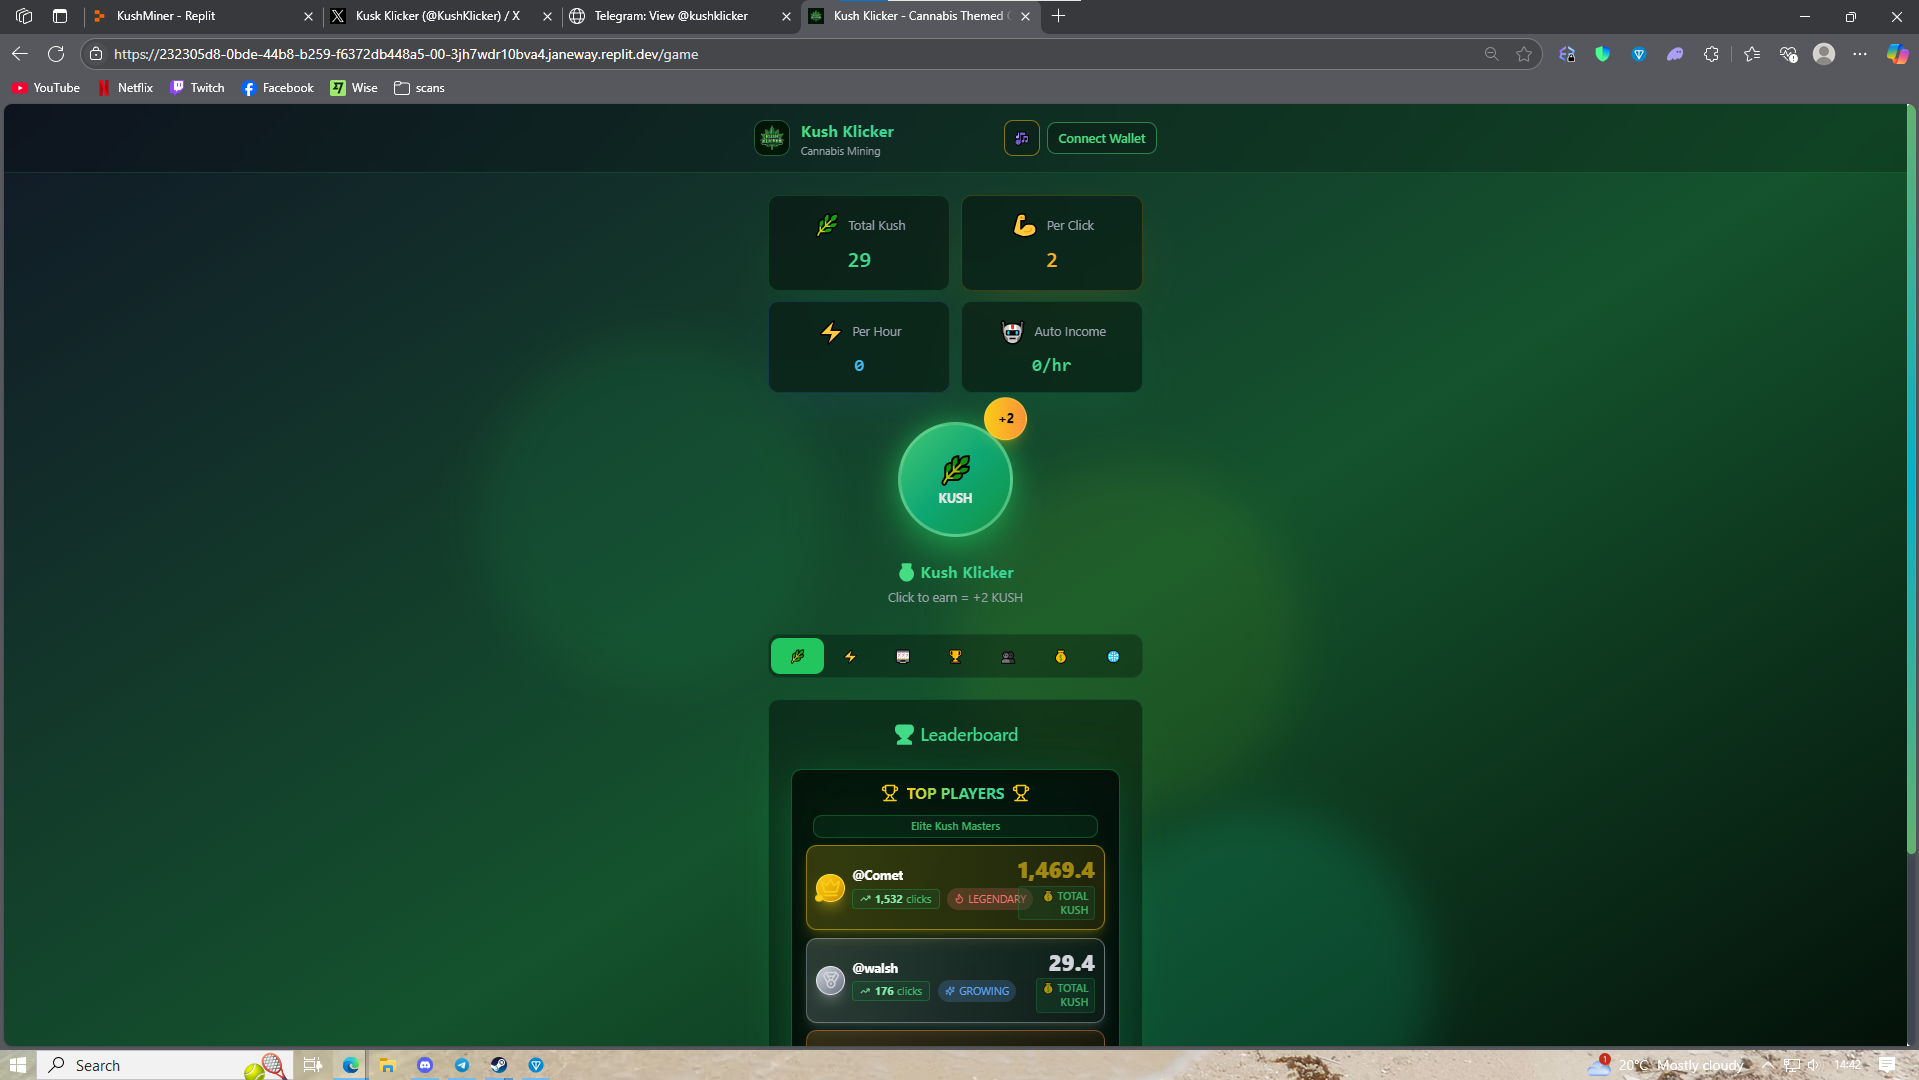 KushMiner - Replit
Kusk Klicker (@KushKlicker) / X
Telegram: View @kushklicker
Kush Klicker - Cannabis Themed
https://232305d8-0bde-44b8-b259-f6372db448a5-00-3jh7wdr10bva4.janeway.replit.dev/game
YouTube
Netflix
Twitch
Facebook
Wise
scans
Kush Klicker
Cannabis Mining
Connect Wallet
Total Kush
29
Per Click
2
Per Hour
0
Auto Income
0/hr
+2
KUSH
Kush Klicker
Click to earn = +2 KUSH
Leaderboard
TOP PLAYERS
Elite Kush Masters
@Comet
1,532 clicks
LEGENDARY
1,469.4
TOTAL
KUSH
@walsh
176 clicks
GROWING
29.4
TOTAL
KUSH
Search
1
20°C Mostly cloudy
14:42